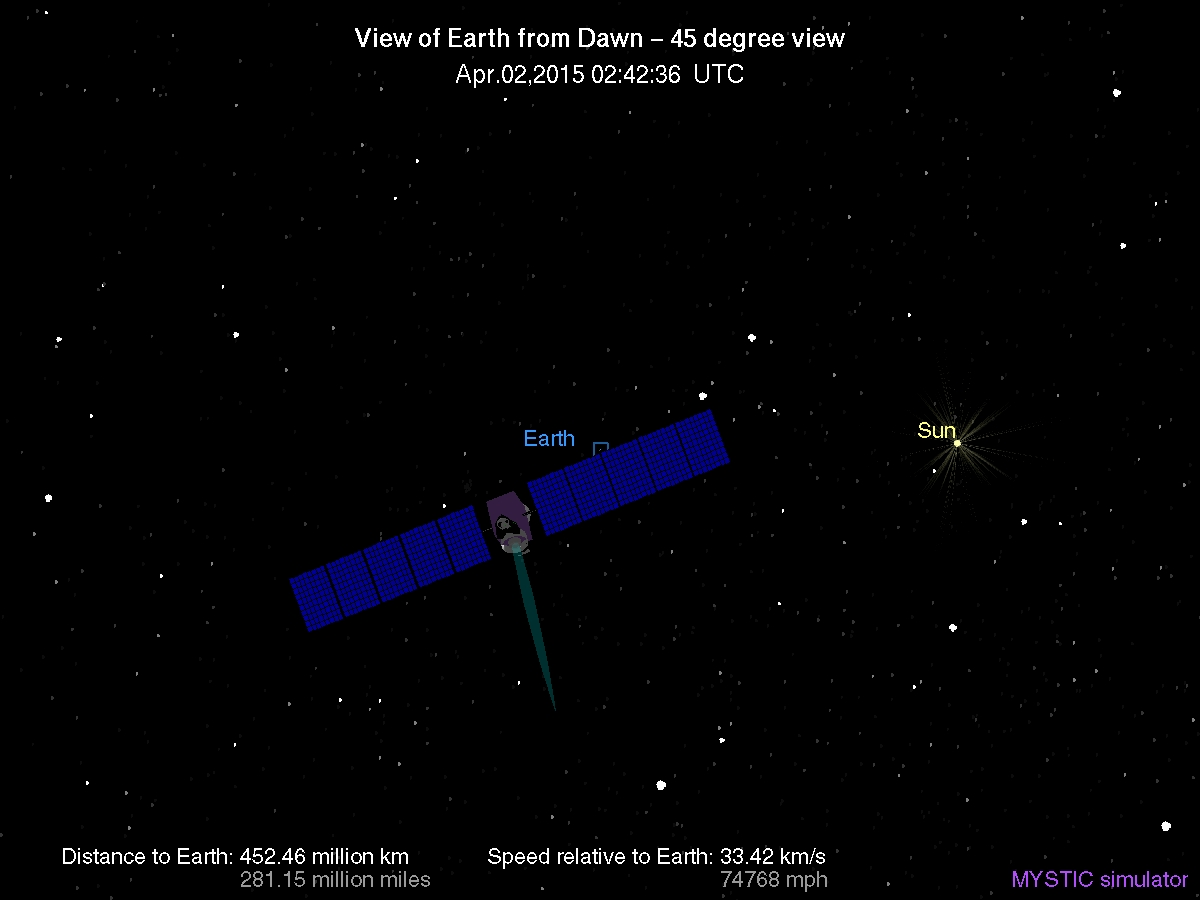 View of Earth from Dawn – 45 degree view
Apr.02,2015 02:42:36 UTC
Sun
Earth
Distance to Earth: 452.46 million km
281.15 million miles
Speed relative to Earth: 33.42 km/s
74768 mph
MYSTIC simulator